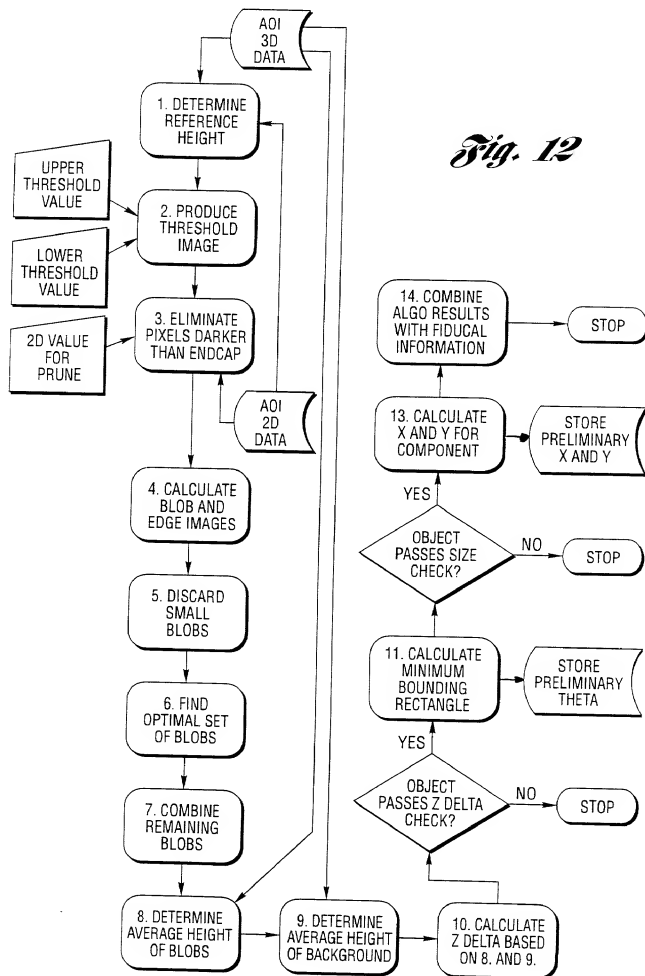 AOI
3D
DATA
1. DETERMINE
REFERENCE
HEIGHT
Fig. 12
UPPER
THRESHOLD
VALUE
2. PRODUCE
THRESHOLD
IMAGE
LOWER
THRESHOLD
VALUE
3. ELIMINATE
PIXELS DARKER
THAN ENDCAP
2D VALUE
FOR
PRUNE
AOI
2D
DATA
4. CALCULATE
BLOB AND
EDGE IMAGES
5. DISCARD
SMALL
BLOBS
6. FIND
OPTIMAL SET
OF BLOBS
7. COMBINE
REMAINING
BLOBS
8. DETERMINE
AVERAGE HEIGHT
OF BLOBS
9. DETERMINE
AVERAGE HEIGHT
OF BACKGROUND
10. CALCULATE
Z DELTA BASED
ON 8. AND 9.
OBJECT
PASSES Z DELTA
CHECK?
NO
STOP
YES
11. CALCULATE
MINIMUM
BOUNDING
RECTANGLE
STORE
PRELIMINARY
THETA
OBJECT
PASSES SIZE
CHECK?
NO
STOP
YES
13. CALCULATE
X AND Y FOR
COMPONENT
STORE
PRELIMINARY
X AND Y
14. COMBINE
ALGO RESULTS
WITH FIDUCAL
INFORMATION
STOP